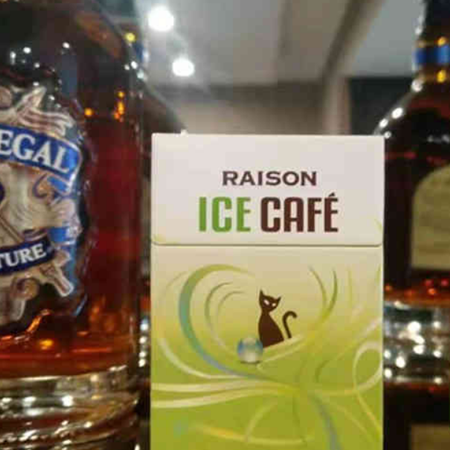 EGAL
TURE
RAISON
ICE CAFÉ